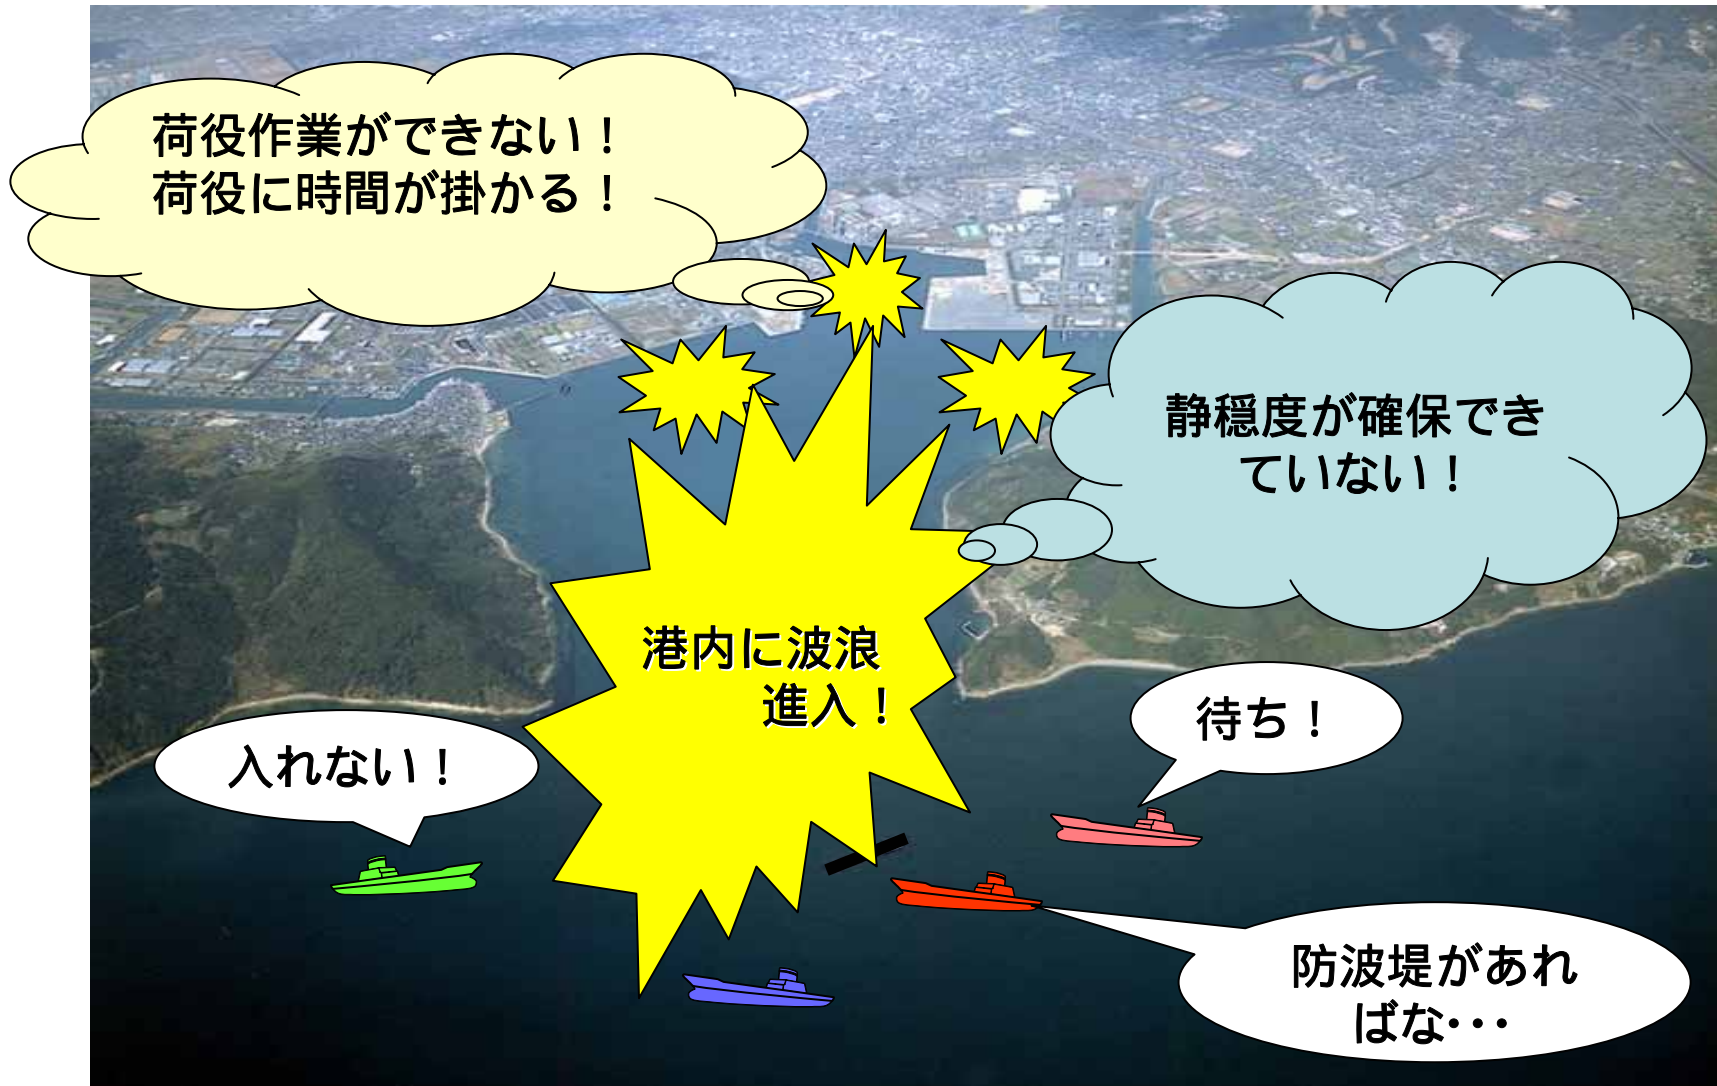 荷役作業ができない！
荷役に時間が掛かる！
静穏度が確保でき
ていない！
港内に波浪
進入！
待ち！
入れない！
防波堤があれ
ばな･･･